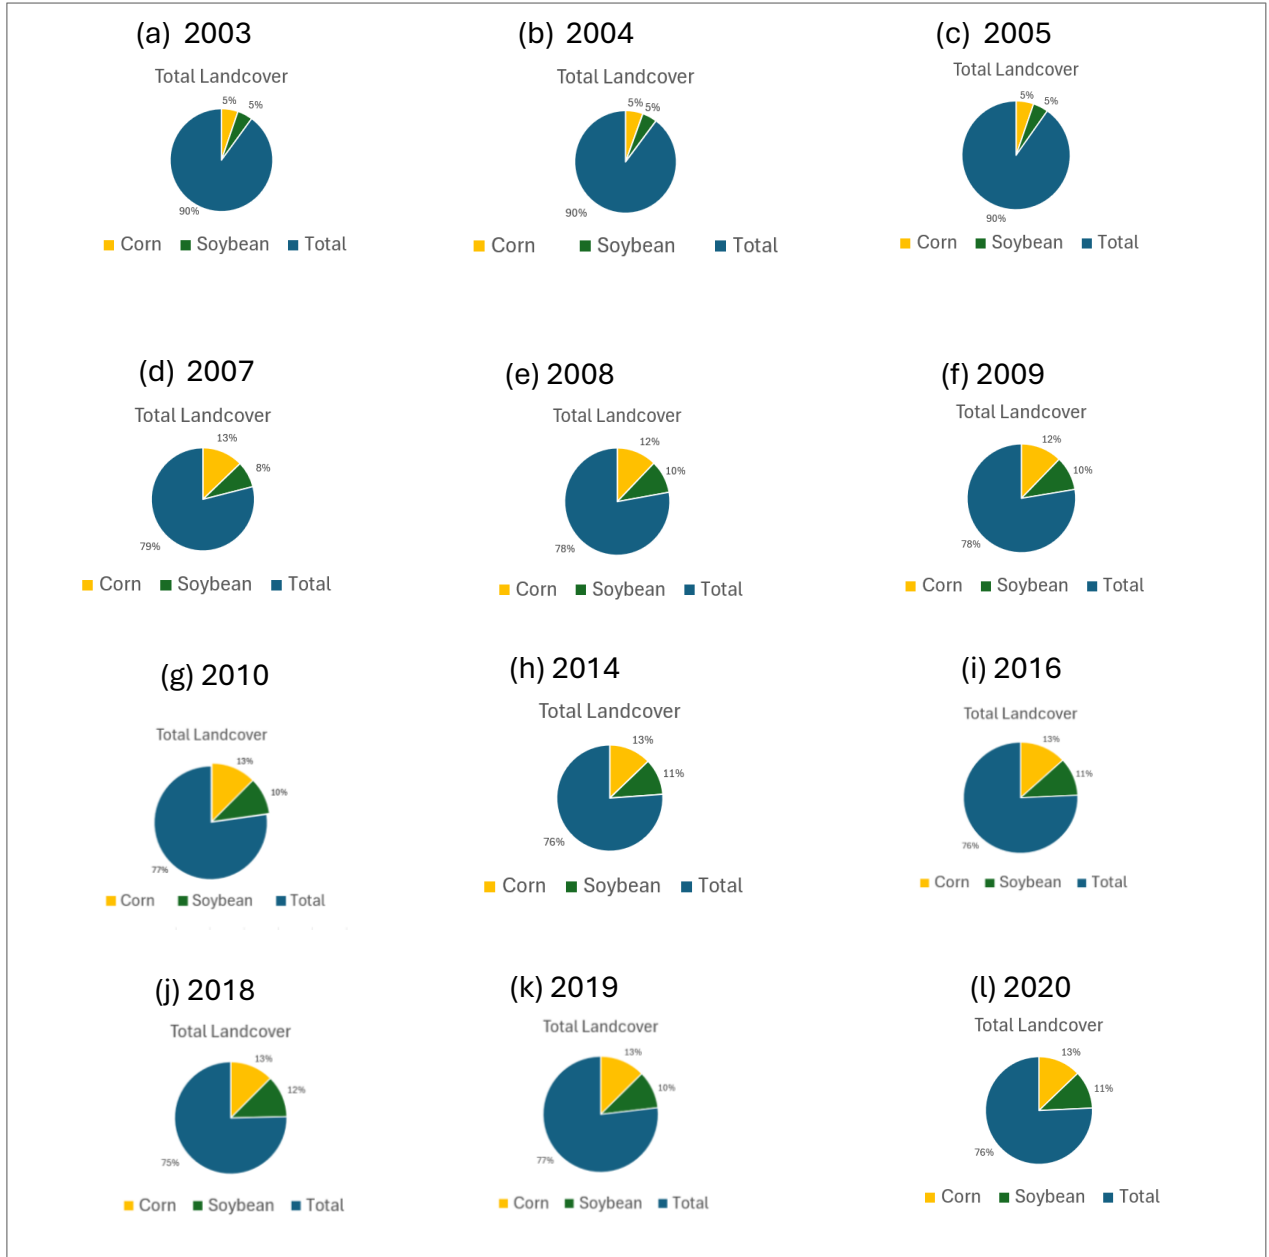 (a) 2003
Total Landcover
5%
5%
90%
Corn Soybean Total
(b) 2004
Total Landcover
5%
5%
90%
Corn Soybean Total
(c) 2005
Total Landcover
5%
5%
90%
Corn Soybean Total
(d) 2007
Total Landcover
13%
8%
79%
Corn Soybean Total
(e) 2008
Total Landcover
12%
10%
78%
Corn Soybean Total
(f) 2009
Total Landcover
12%
10%
78%
Corn Soybean Total
(g) 2010
Total Landcover
13%
10%
77%
Corn Soybean Total
(h) 2014
Total Landcover
13%
11%
76%
Corn Soybean Total
(i) 2016
Total Landcover
13%
11%
76%
Corn Soybean Total
(j) 2018
Total Landcover
13%
12%
75%
Corn Soybean Total
(k) 2019
Total Landcover
13%
10%
77%
Corn Soybean Total
(l) 2020
Total Landcover
13%
11%
76%
Corn Soybean Total